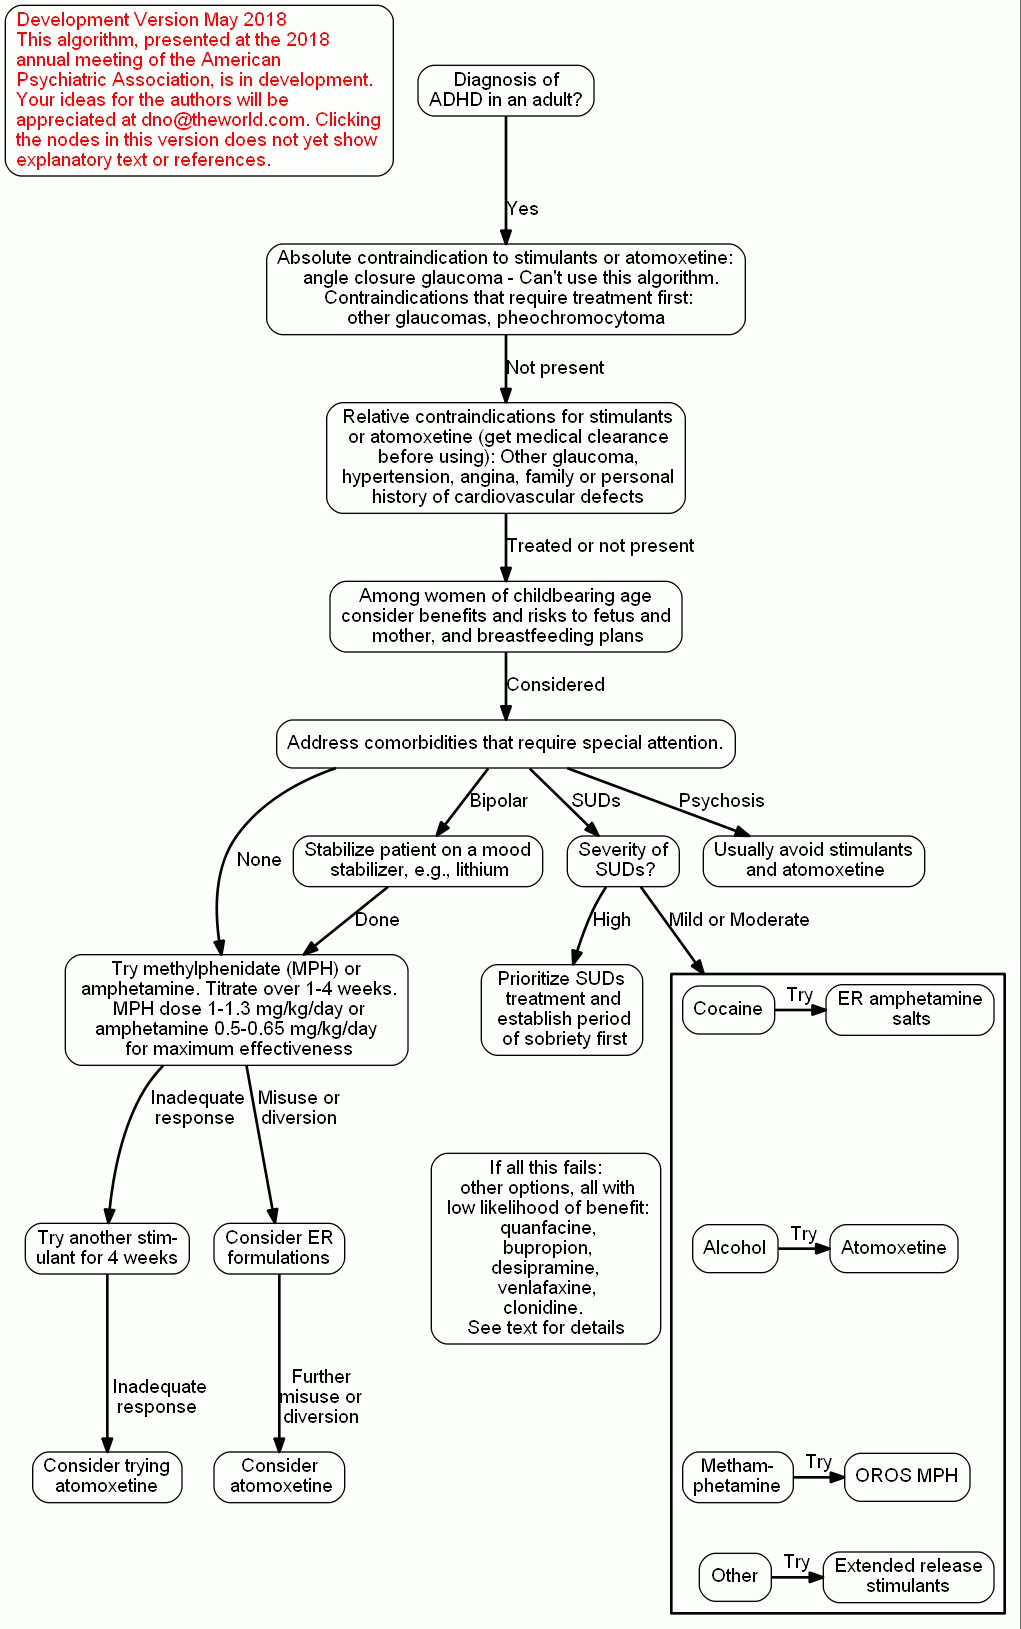 Development Version May 2018
This algorithm, presented at the 2018
annual meeting of the American
Psychiatric Association, is in development.
Your ideas for the authors will be
appreciated at dno@theworld.com. Clicking
the nodes in this version does not yet show
explanatory text or references.
Diagnosis of
ADHD in an adult?
Yes
Absolute contraindication to stimulants or atomoxetine:
angle closure glaucoma - Can't use this algorithm.
Contraindications that require treatment first:
other glaucomas, pheochromocytoma
Not present
Relative contraindications for stimulants
or atomoxetine (get medical clearance
before using): Other glaucoma,
hypertension, angina, family or personal
history of cardiovascular defects
Treated or not present
Among women of childbearing age
consider benefits and risks to fetus and
mother, and breastfeeding plans
Considered
Address comorbidities that require special attention.
None
Bipolar
SUDs
Psychosis
Stabilize patient on a mood
stabilizer, e.g., lithium
Severity of
SUDs?
Usually avoid stimulants
and atomoxetine
Done
High
Mild or Moderate
Try methylphenidate (MPH) or
amphetamine. Titrate over 1-4 weeks.
MPH dose 1-1.3 mg/kg/day or
amphetamine 0.5-0.65 mg/kg/day
for maximum effectiveness
Prioritize SUDs
treatment and
establish period
of sobriety first
Cocaine
Try
ER amphetamine
salts
Inadequate
response
Misuse or
diversion
If all this fails:
other options, all with
low likelihood of benefit:
quanfacine,
bupropion,
desipramine,
venlafaxine,
clonidine.
See text for details
Try another stim-
ulant for 4 weeks
Consider ER
formulations
Alcohol
Try
Atomoxetine
Inadequate
response
Further
misuse or
diversion
Consider trying
atomoxetine
Consider
atomoxetine
Metham-
phetamine
Try
OROS MPH
Other
Try
Extended release
stimulants